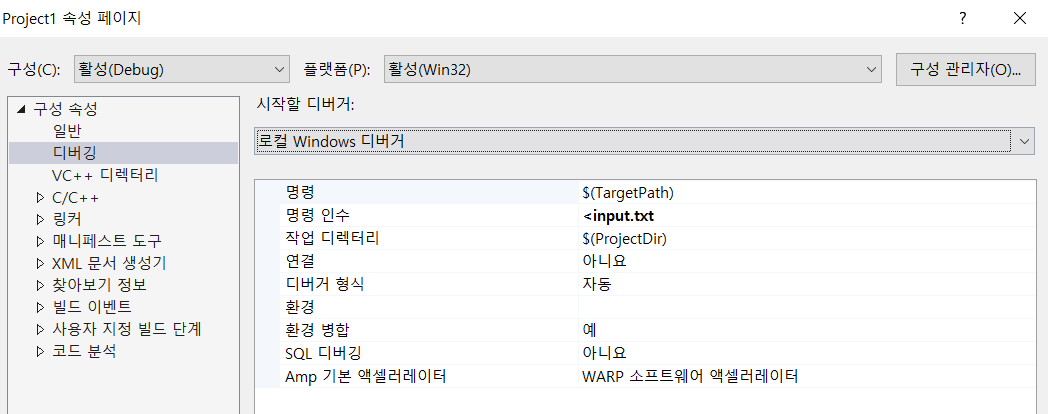 Project1 속성 페이지
구성(C): 활성(Debug) 플랫폼(P): 활성(Win32) 구성 관리자(O)...
구성 속성
일반
디버깅
VC++ 디렉터리
C/C++
링커
매니페스트 도구
XML 문서 생성기
찾아보기 정보
빌드 이벤트
사용자 지정 빌드 단계
코드 분석
시작할 디버거:
로컬 Windows 디버거
명령 $(TargetPath)
명령 인수 <input.txt
작업 디렉터리 $(ProjectDir)
연결 아니요
디버거 형식 자동
환경
환경 병합 예
SQL 디버깅 아니요
Amp 기본 액셀러레이터 WARP 소프트웨어 액셀러레이터